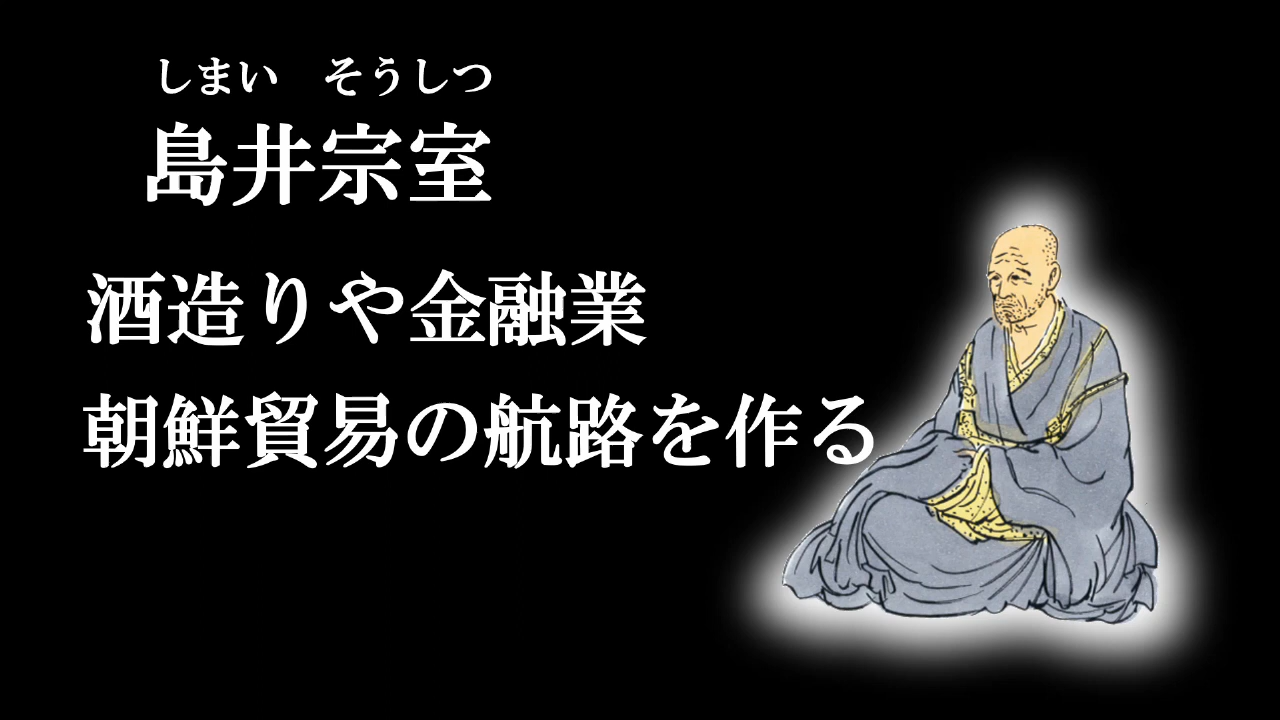 しまい　そうしつ
島井宗室
酒造りや金融業
朝鮮貿易の航路を作る